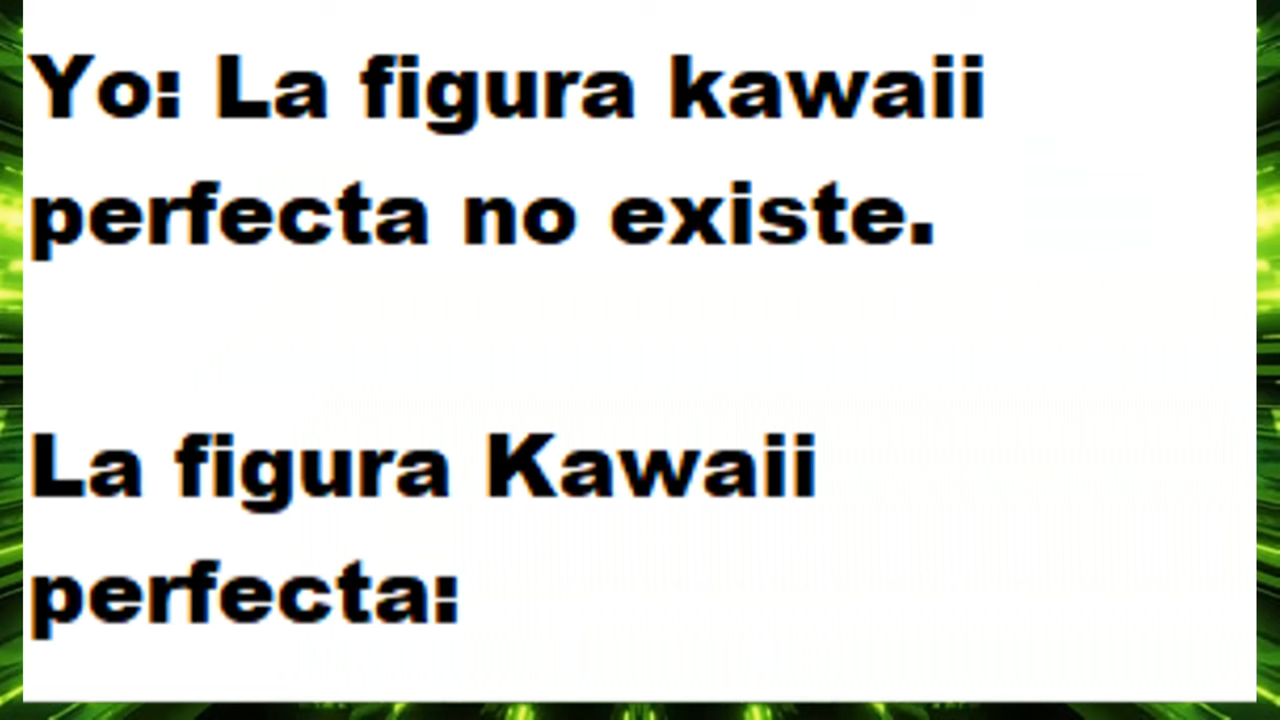 Yo: La figura kawaii
perfecta no existe.
La figura Kawaii
perfecta: